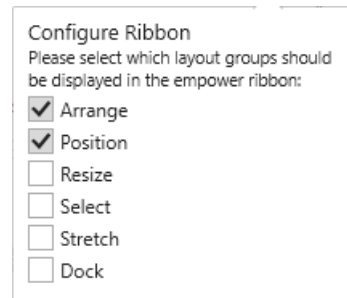 Configure Ribbon
Please select which layout groups should
be displayed in the empower ribbon:
Arrange
Position
Resize
Select
Stretch
Dock